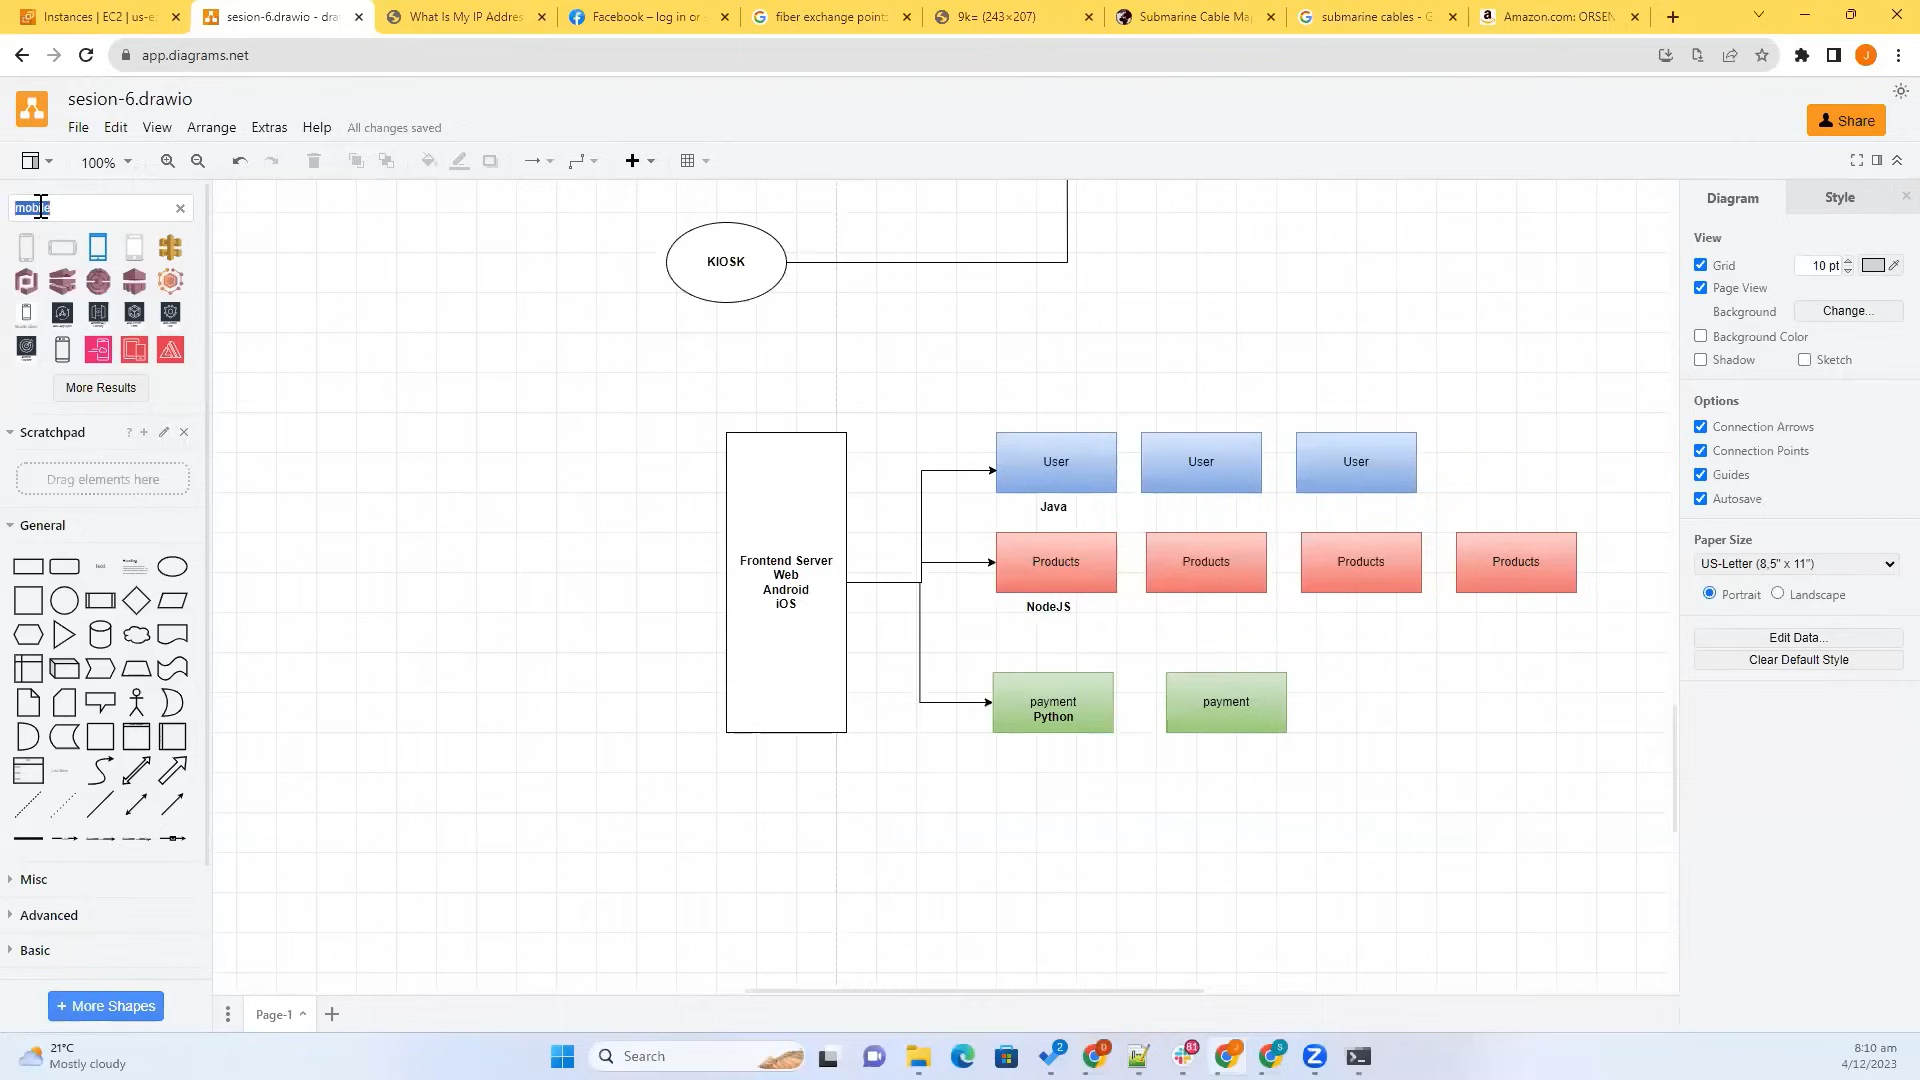 Instances | EC2 | us-e
sesion-6.drawio - dra
What Is My IP Addres
Facebook – log in or
fiber exchange point
9k= (243×207)
Submarine Cable Ma
submarine cables - G
Amazon.com: ORSEN
app.diagrams.net
J
sesion-6.drawio
File Edit View Arrange Extras Help All changes saved
Share
100%
mobile
More Results
Scratchpad
?
Drag elements here
General
Text
Heading
Misc
Advanced
Basic
+ More Shapes
KIOSK
Frontend Server
Web
Android
iOS
User
User
User
Java
Products
Products
Products
Products
NodeJS
payment
Python
payment
Page-1
Diagram
Style
View
Grid
10 pt
Page View
Background
Change...
Background Color
Shadow
Sketch
Options
Connection Arrows
Connection Points
Guides
Autosave
Paper Size
US-Letter (8,5" x 11")
Portrait
Landscape
Edit Data...
Clear Default Style
21°C
Mostly cloudy
Search
2
D
81
J
S
8:10 am
4/12/2023